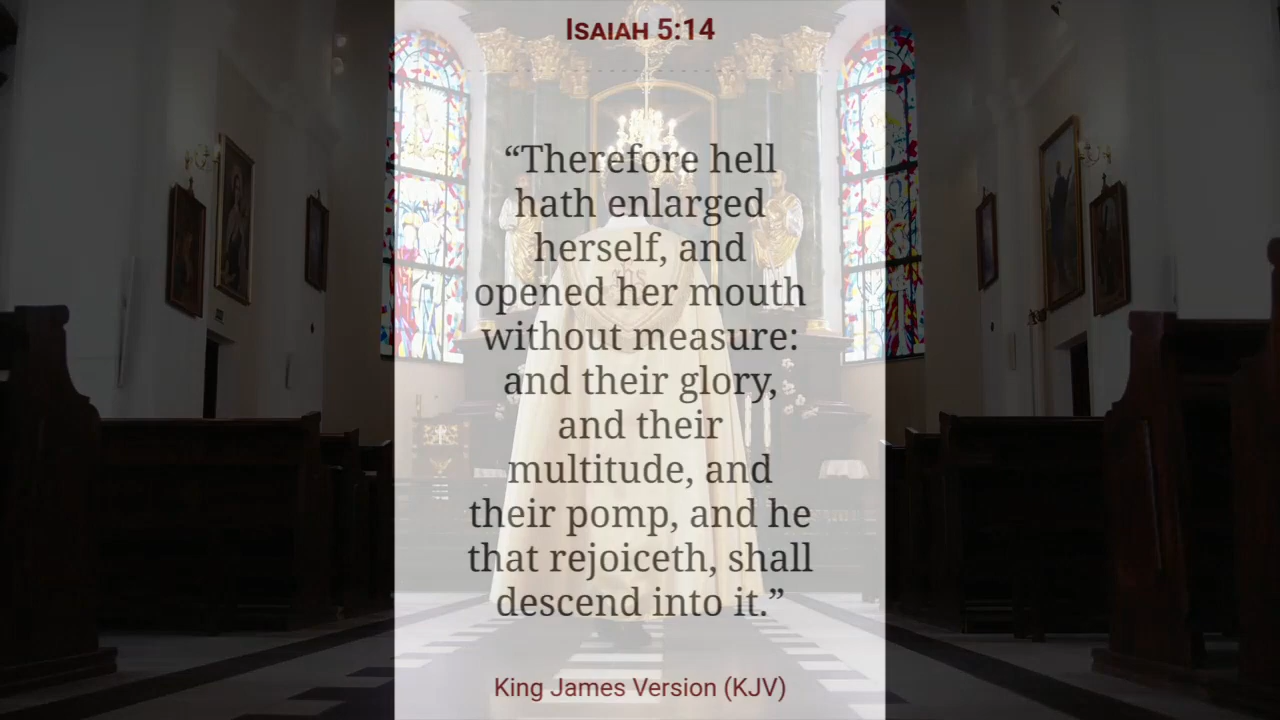 Isaiah 5:14
“Therefore hell
hath enlarged
herself, and
opened her mouth
without measure:
and their glory,
and their
multitude, and
their pomp, and he
that rejoiceth, shall
descend into it.”
King James Version (KJV)